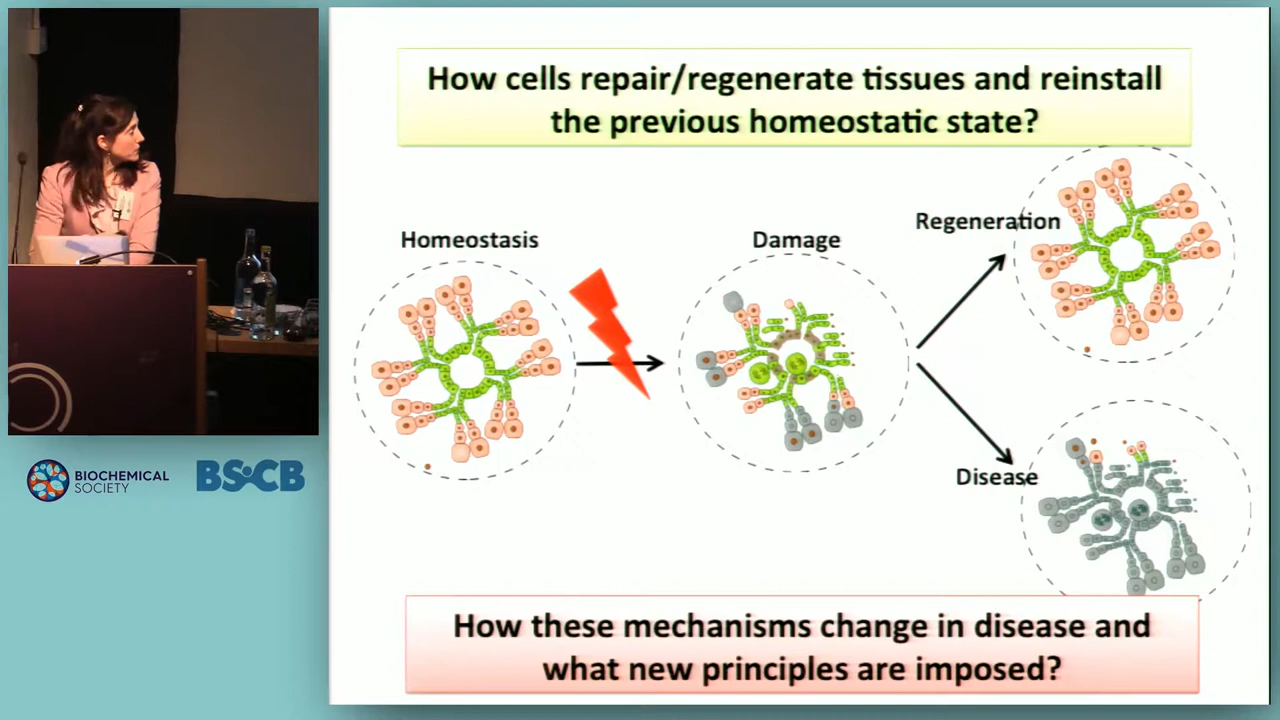 How cells repair/regenerate tissues and reinstall
the previous homeostatic state?
Regeneration
Homeostasis
Damage
Disease
How these mechanisms change in disease and
what new principles are imposed?
BIOCHEMICAL
SOCIETY
BSCB